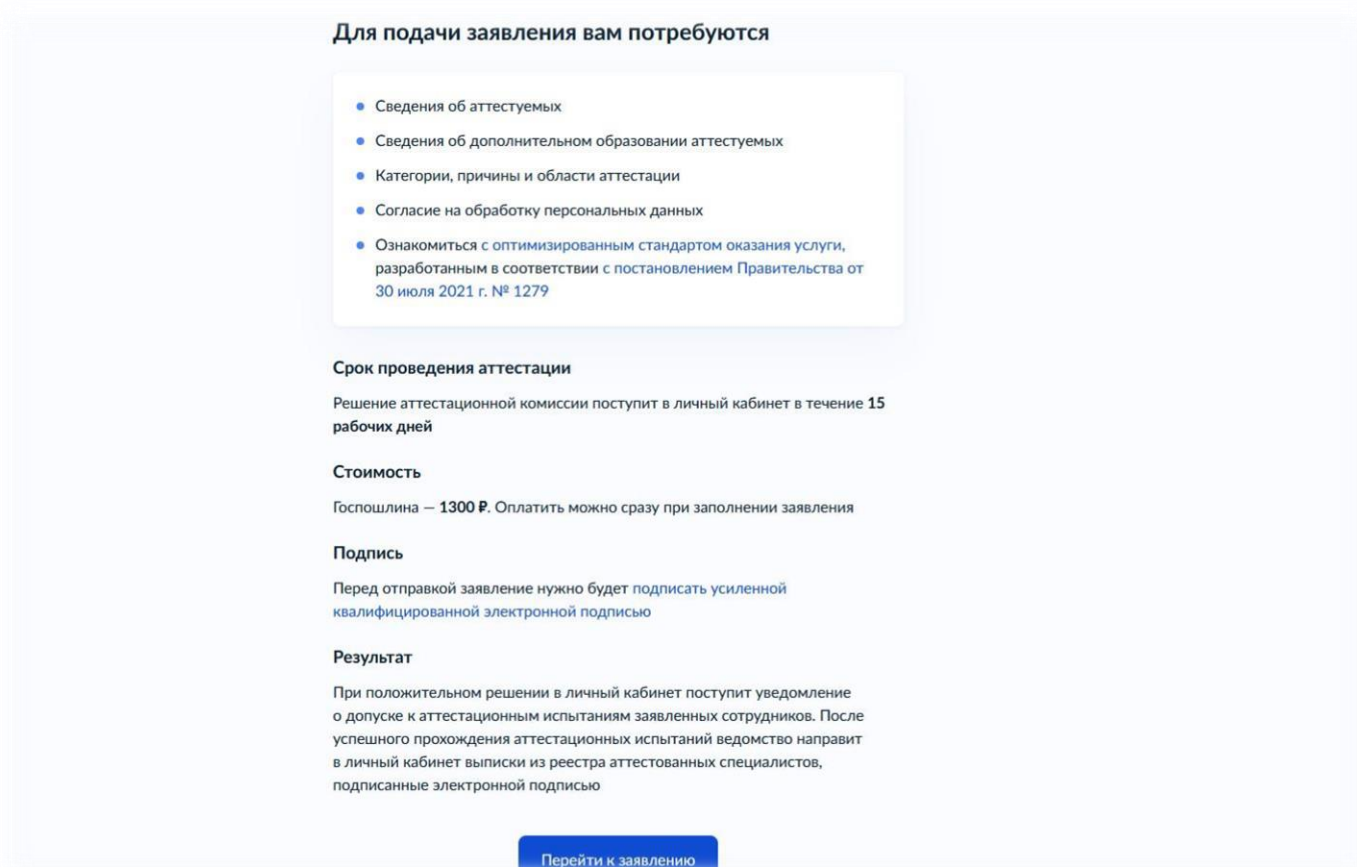 Для подачи заявления вам потребуются
Сведения об аттестуемых
Сведения об дополнительном образовании аттестуемых
Категории, причины и области аттестации
Согласие на обработку персональных данных
Ознакомиться с оптимизированным стандартом оказания услуги,
разработанным в соответствии с постановлением Правительства от
30 июля 2021 г. № 1279
Срок проведения аттестации
Решение аттестационной комиссии поступит в личный кабинет в течение 15
рабочих дней
Стоимость
Госпошлина — 1300 ₽. Оплатить можно сразу при заполнении заявления
Подпись
Перед отправкой заявление нужно будет подписать усиленной
квалифицированной электронной подписью
Результат
При положительном решении в личный кабинет поступит уведомление
о допуске к аттестационным испытаниям заявленных сотрудников. После
успешного прохождения аттестационных испытаний ведомство направит
в личный кабинет выписки из реестра аттестованных специалистов,
подписанные электронной подписью
Перейти к заявлению